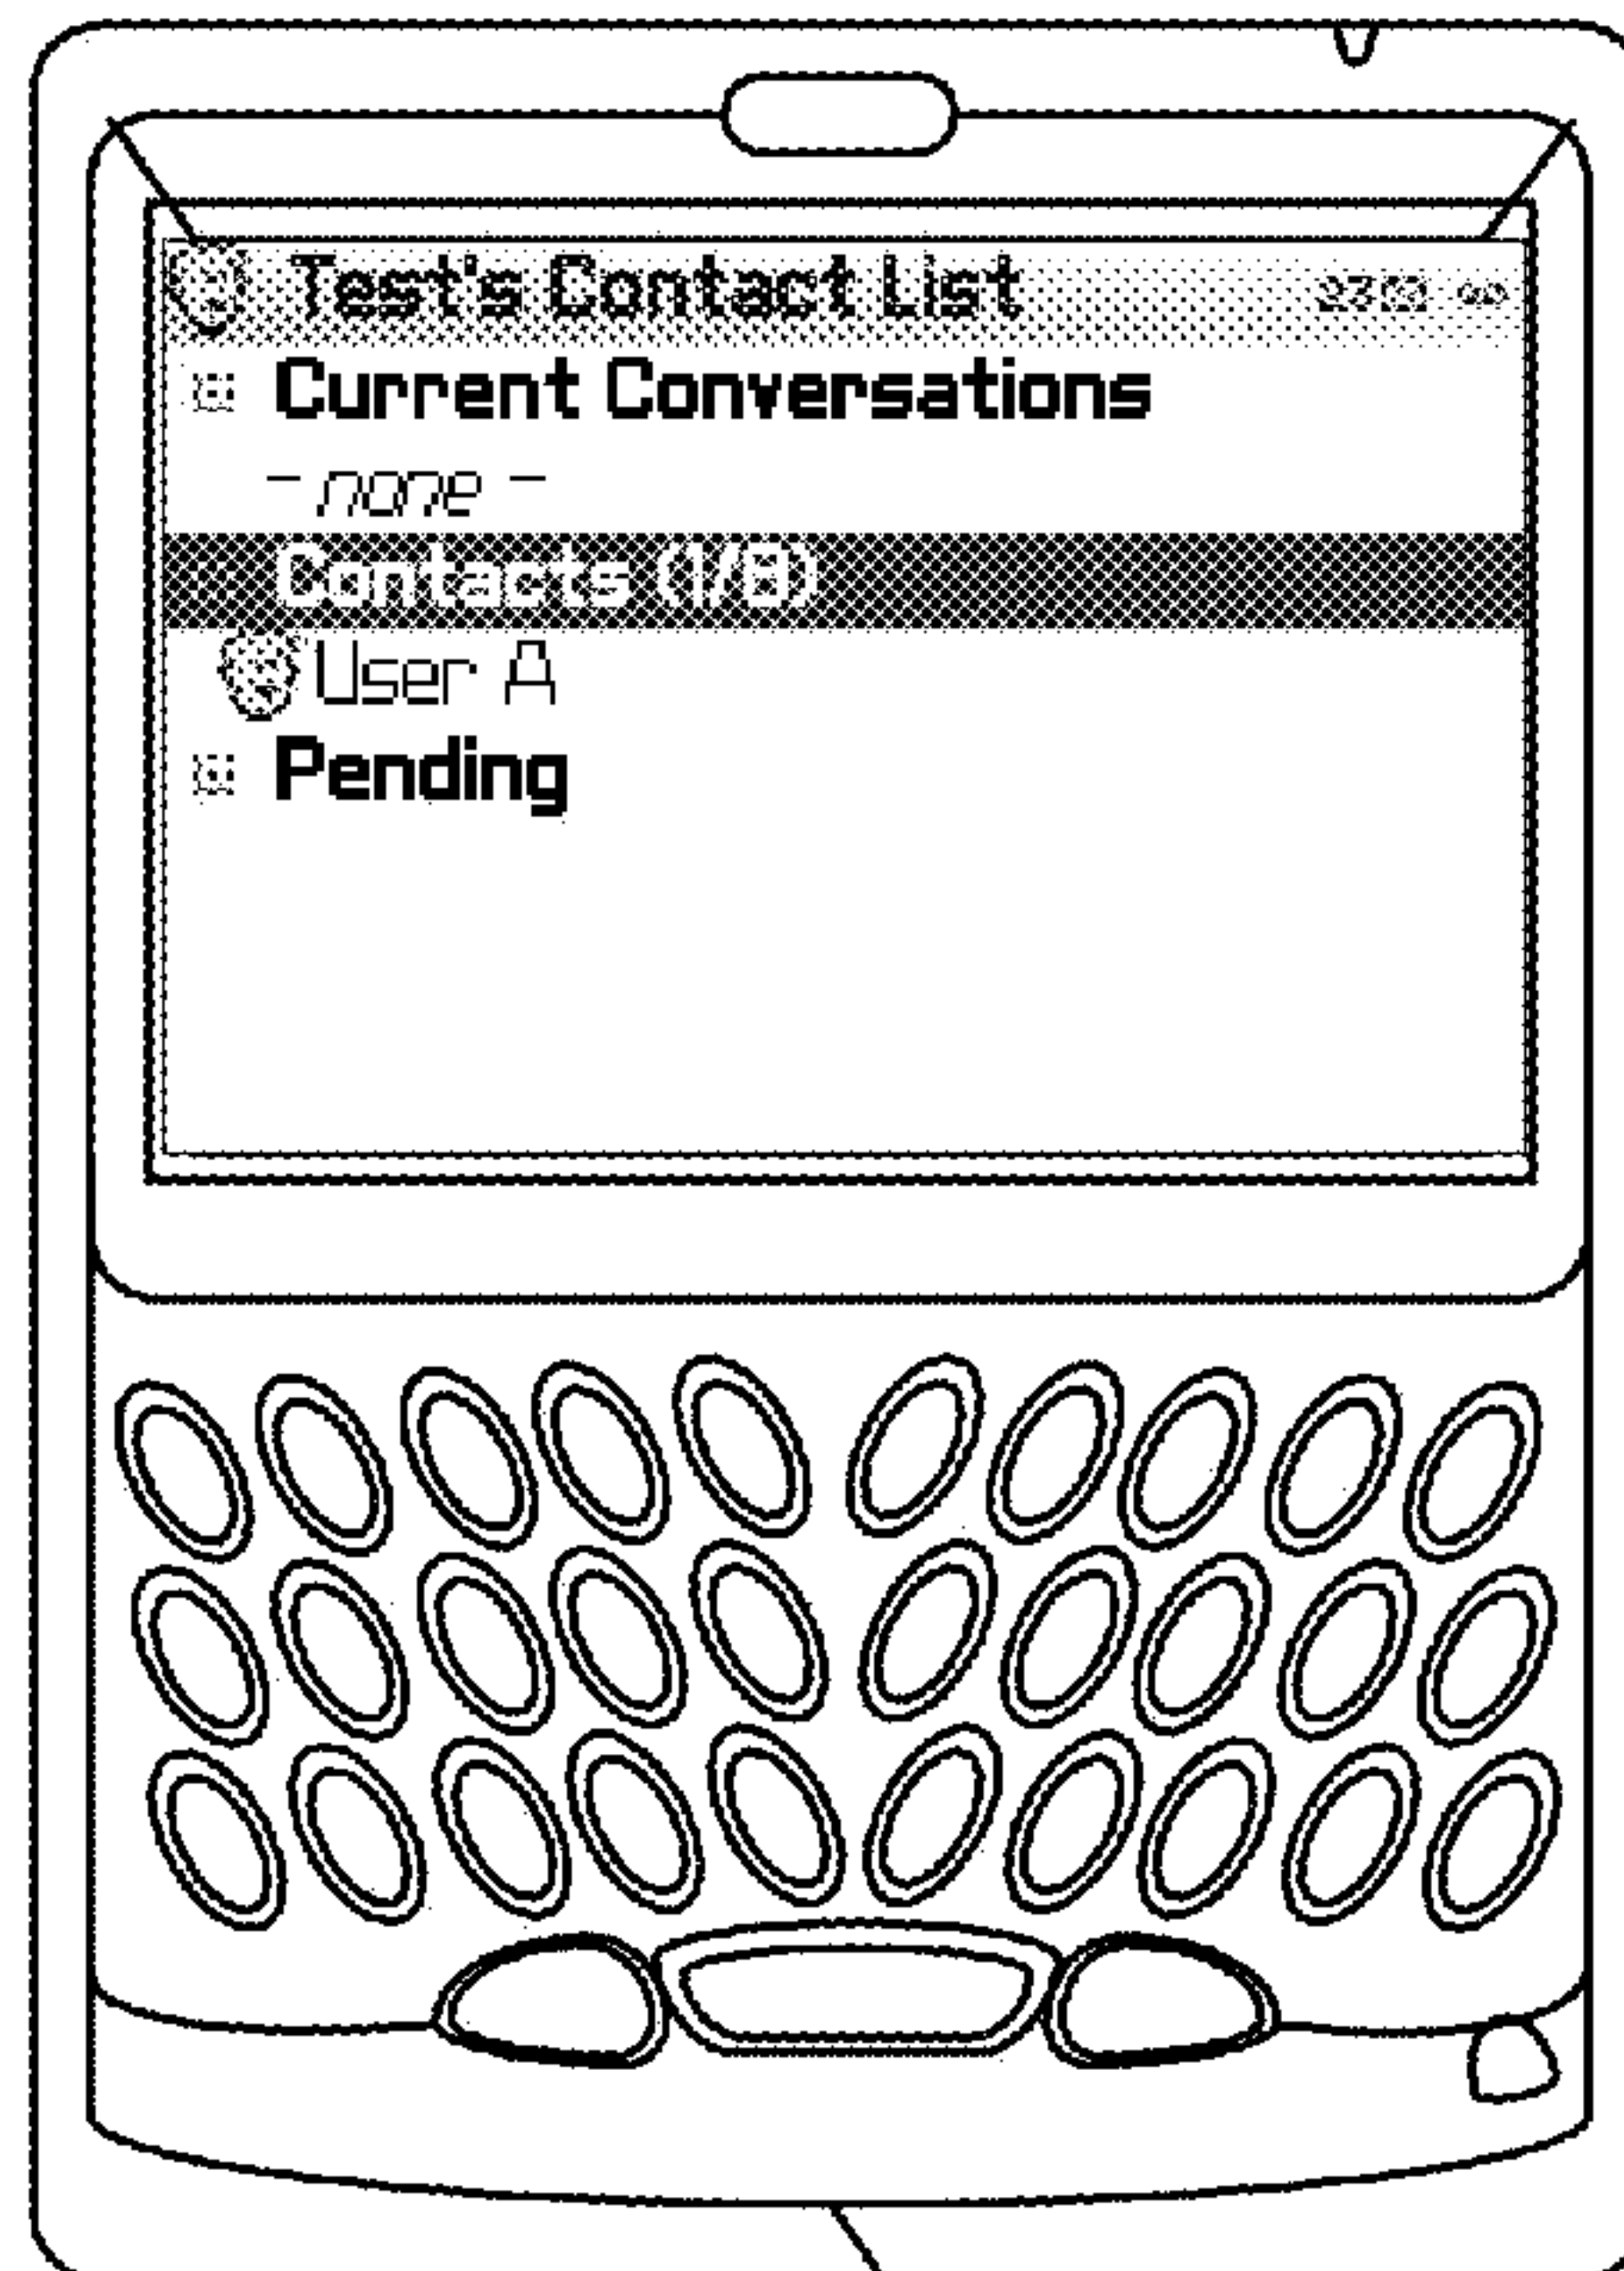 Test's Contact List
Current Conversations
- none -
Contacts (1/8)
User A
Pending